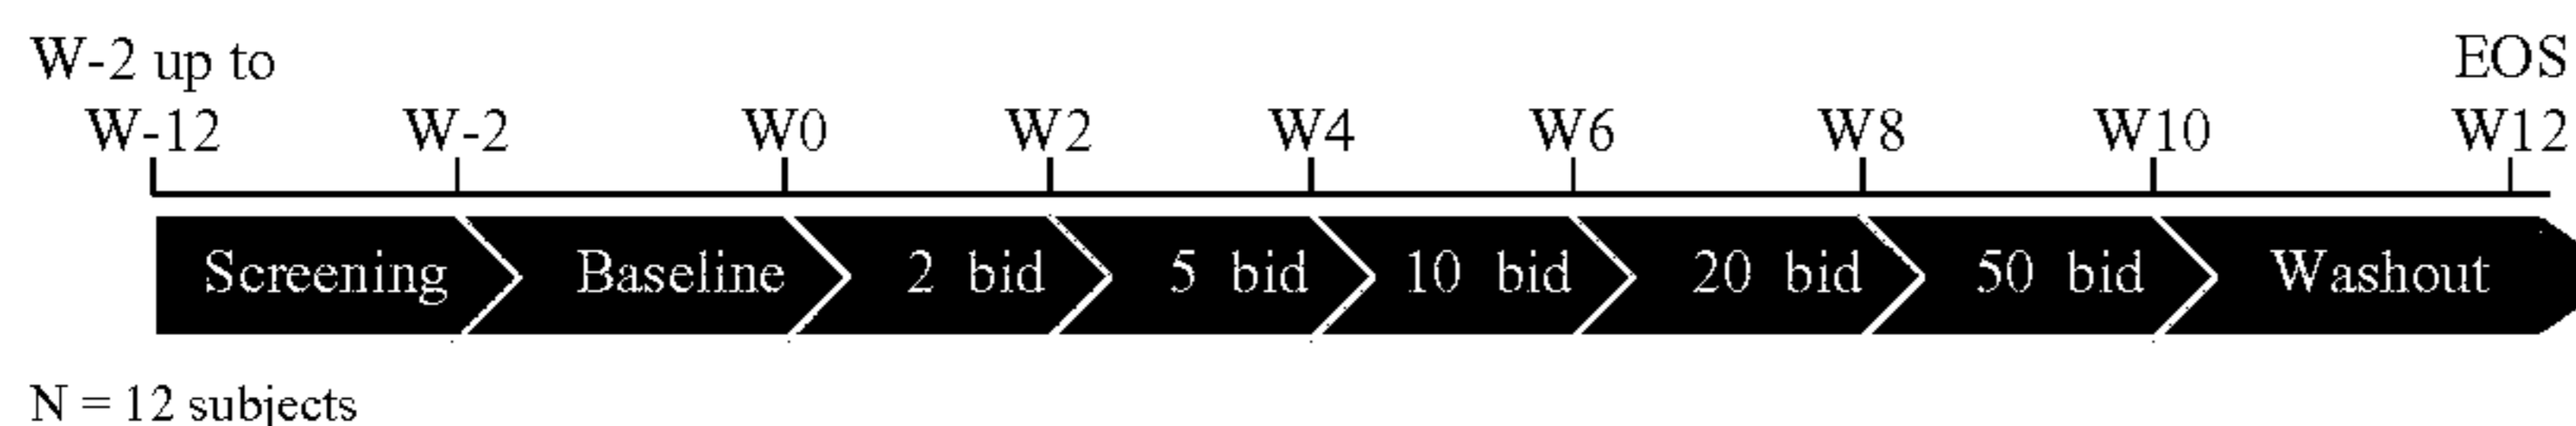 W-2 up to EOS
W-12 W-2 W0 W2 W4 W6 W8 W10 W12
Screening Baseline 2 bid 5 bid 10 bid 20 bid 50 bid Washout
N = 12 subjects